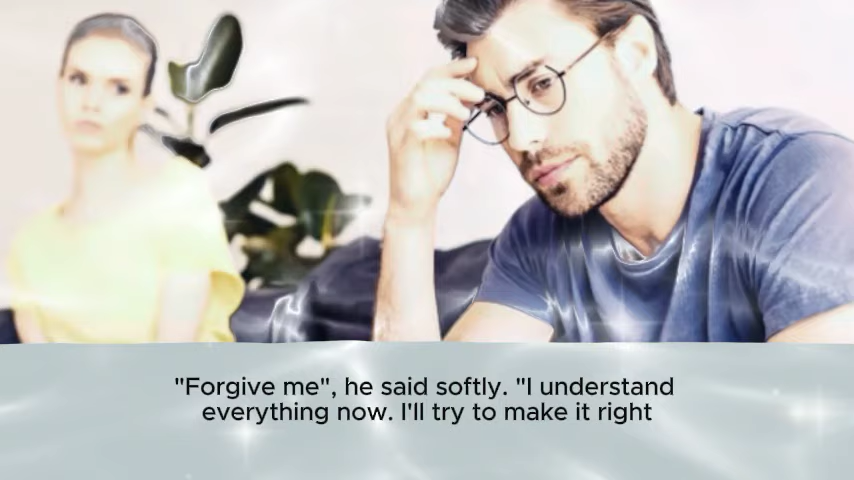 "Forgive me", he said softly. "I understand
everything now. I'll try to make it right